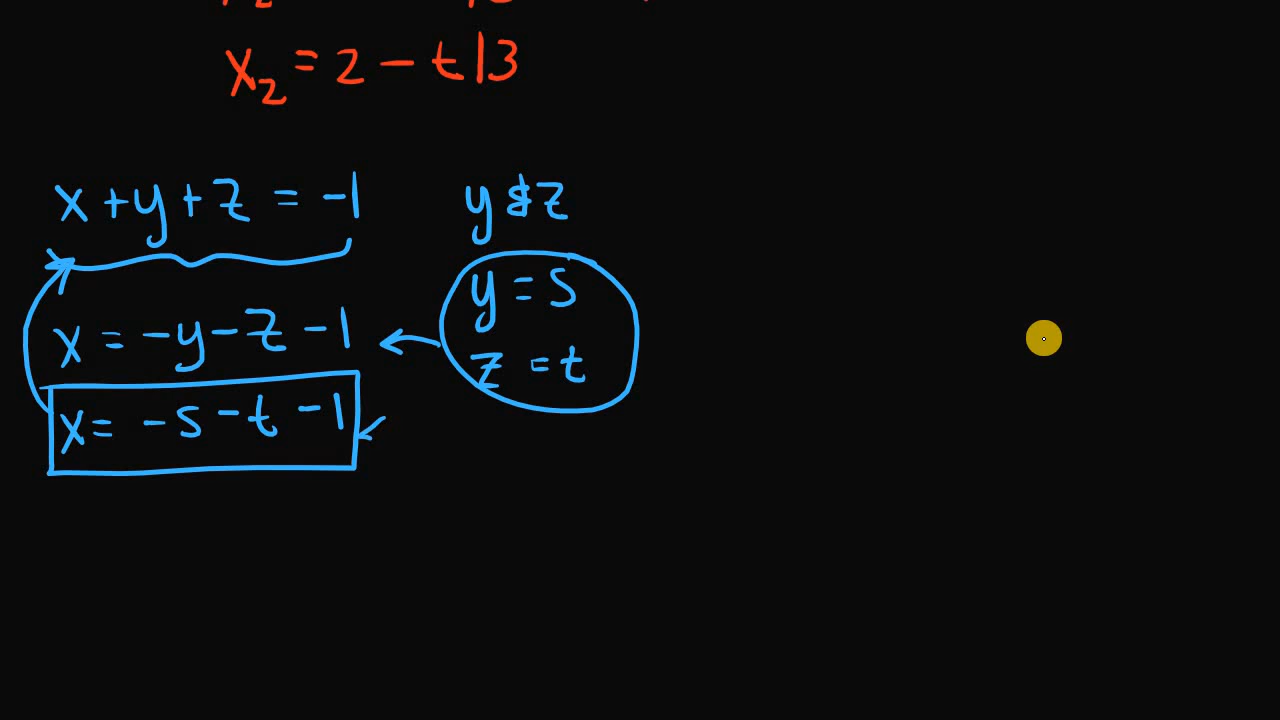 x₂ = 2 - t/3
x + y + z = -1
y & z
y = s
z = t
x = -y - z - 1
x = -s - t - 1